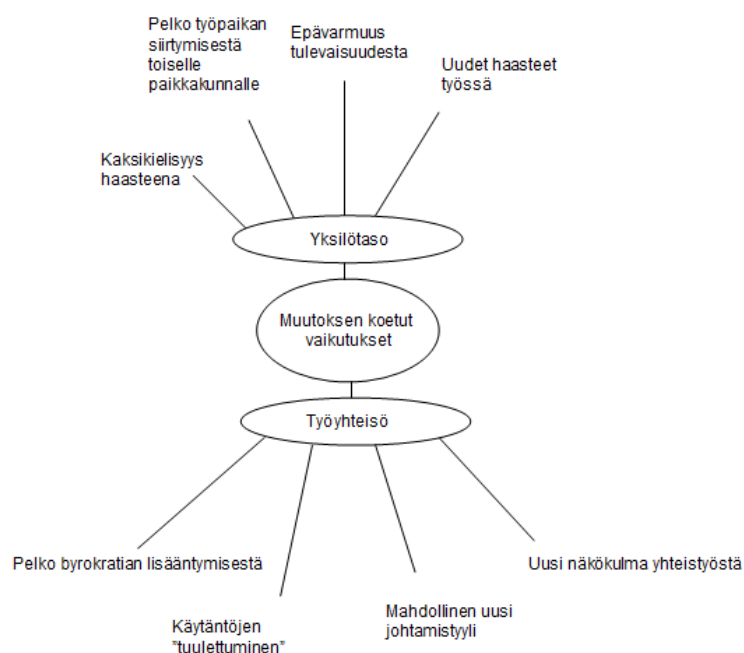 Pelko työpaikan
siirtymisestä
toiselle
paikkakunnalle
Epävarmuus
tulevaisuudesta
Uudet haasteet
työssä
Kaksikielisyys
haasteena
Yksilötaso
Muutoksen koetut
vaikutukset
Työyhteisö
Pelko byrokratian lisääntymisestä
Uusi näkökulma yhteistyöstä
Käytäntöjen
"tuulettuminen”
Mahdollinen uusi
johtamistyyli